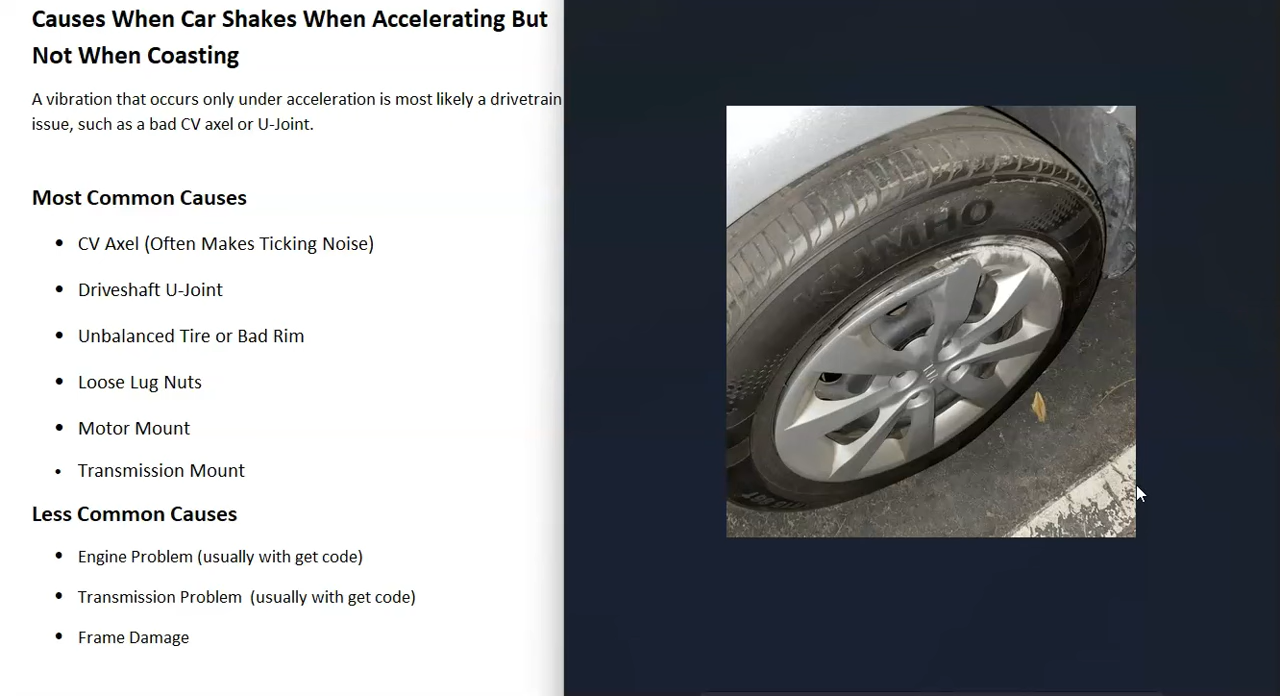 Causes When Car Shakes When Accelerating But
Not When Coasting
A vibration that occurs only under acceleration is most likely a drivetrain
issue, such as a bad CV axel or U-Joint.
Most Common Causes
• CV Axel (Often Makes Ticking Noise)
• Driveshaft U-Joint
• Unbalanced Tire or Bad Rim
• Loose Lug Nuts
• Motor Mount
• Transmission Mount
Less Common Causes
• Engine Problem (usually with get code)
• Transmission Problem  (usually with get code)
• Frame Damage
KUMHO